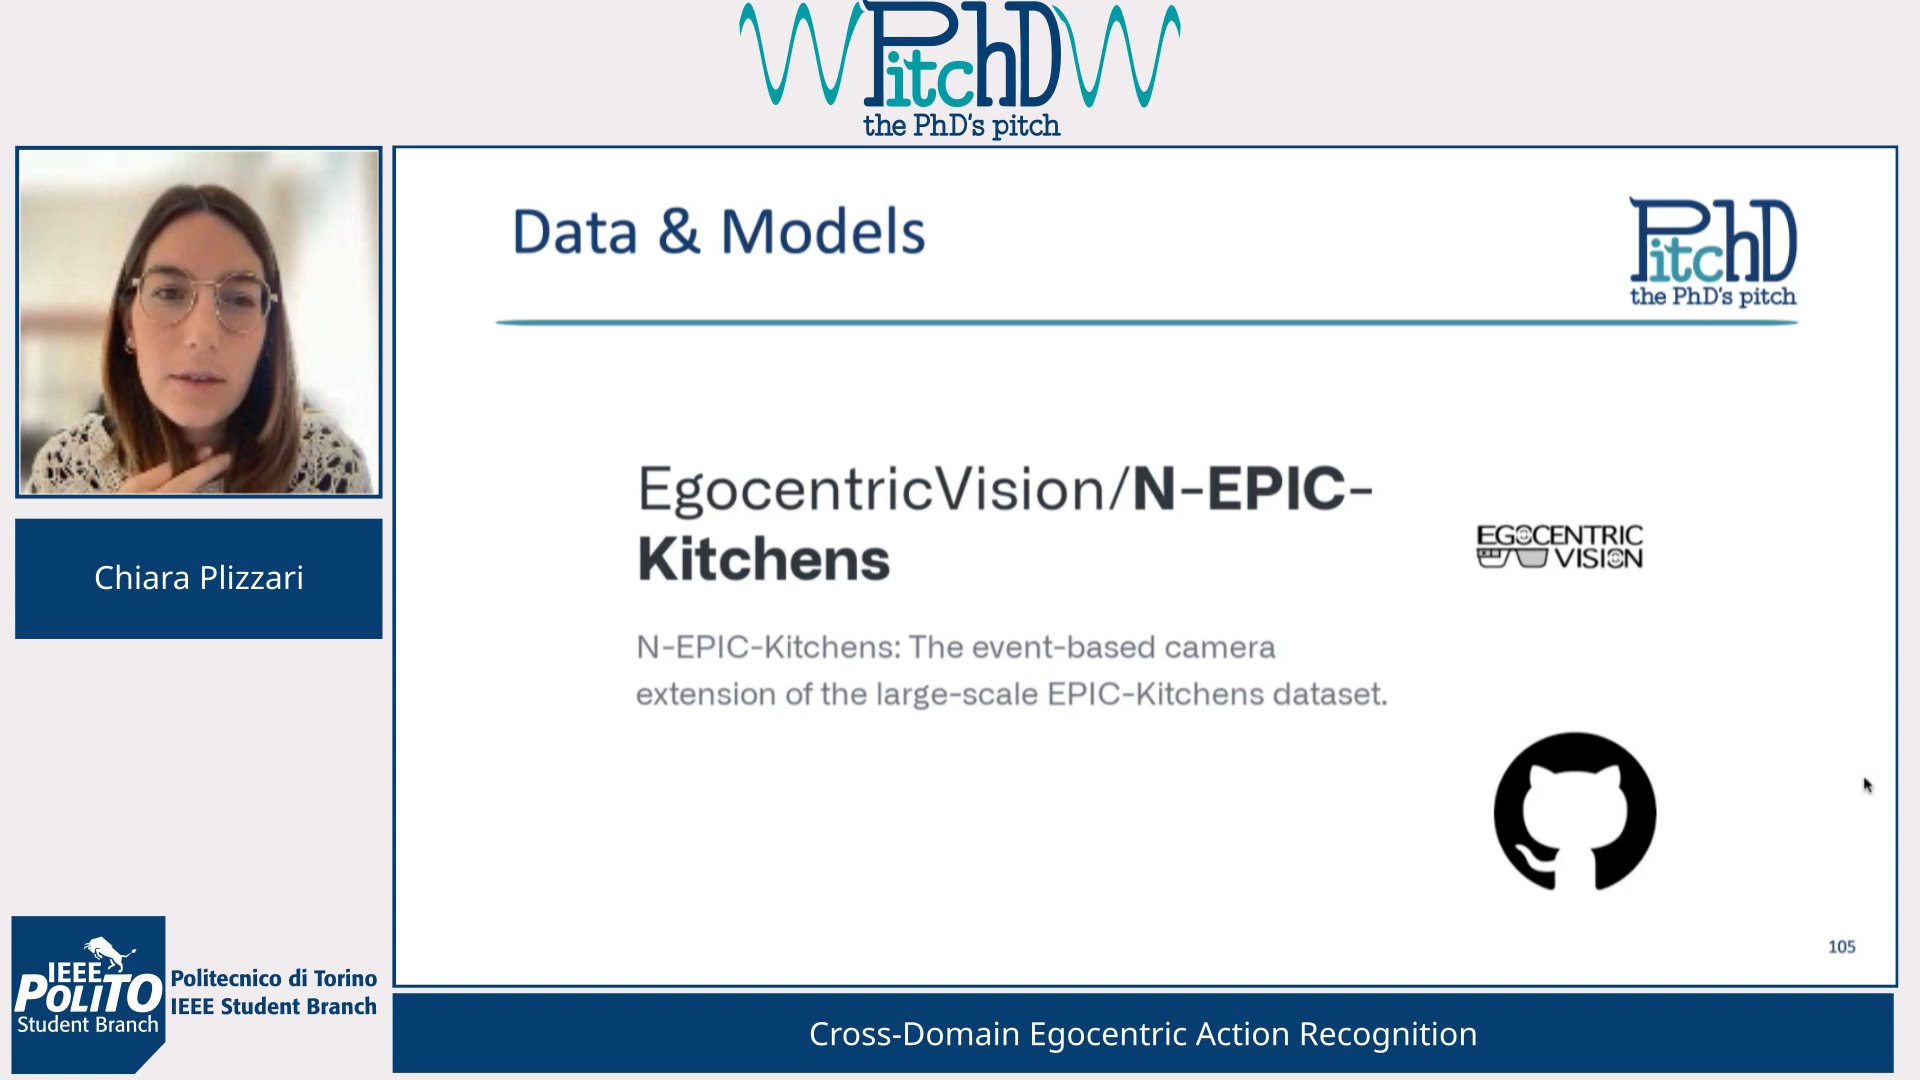 W PitchD W
the PhD's pitch
Data & Models
PitchD
the PhD's pitch
EgocentricVision/N-EPIC-
Kitchens
EGOCENTRIC
VISION
N-EPIC-Kitchens: The event-based camera
extension of the large-scale EPIC-Kitchens dataset.
105
Chiara Plizzari
IEEE
POLITO
Student Branch
Politecnico di Torino
IEEE Student Branch
Cross-Domain Egocentric Action Recognition